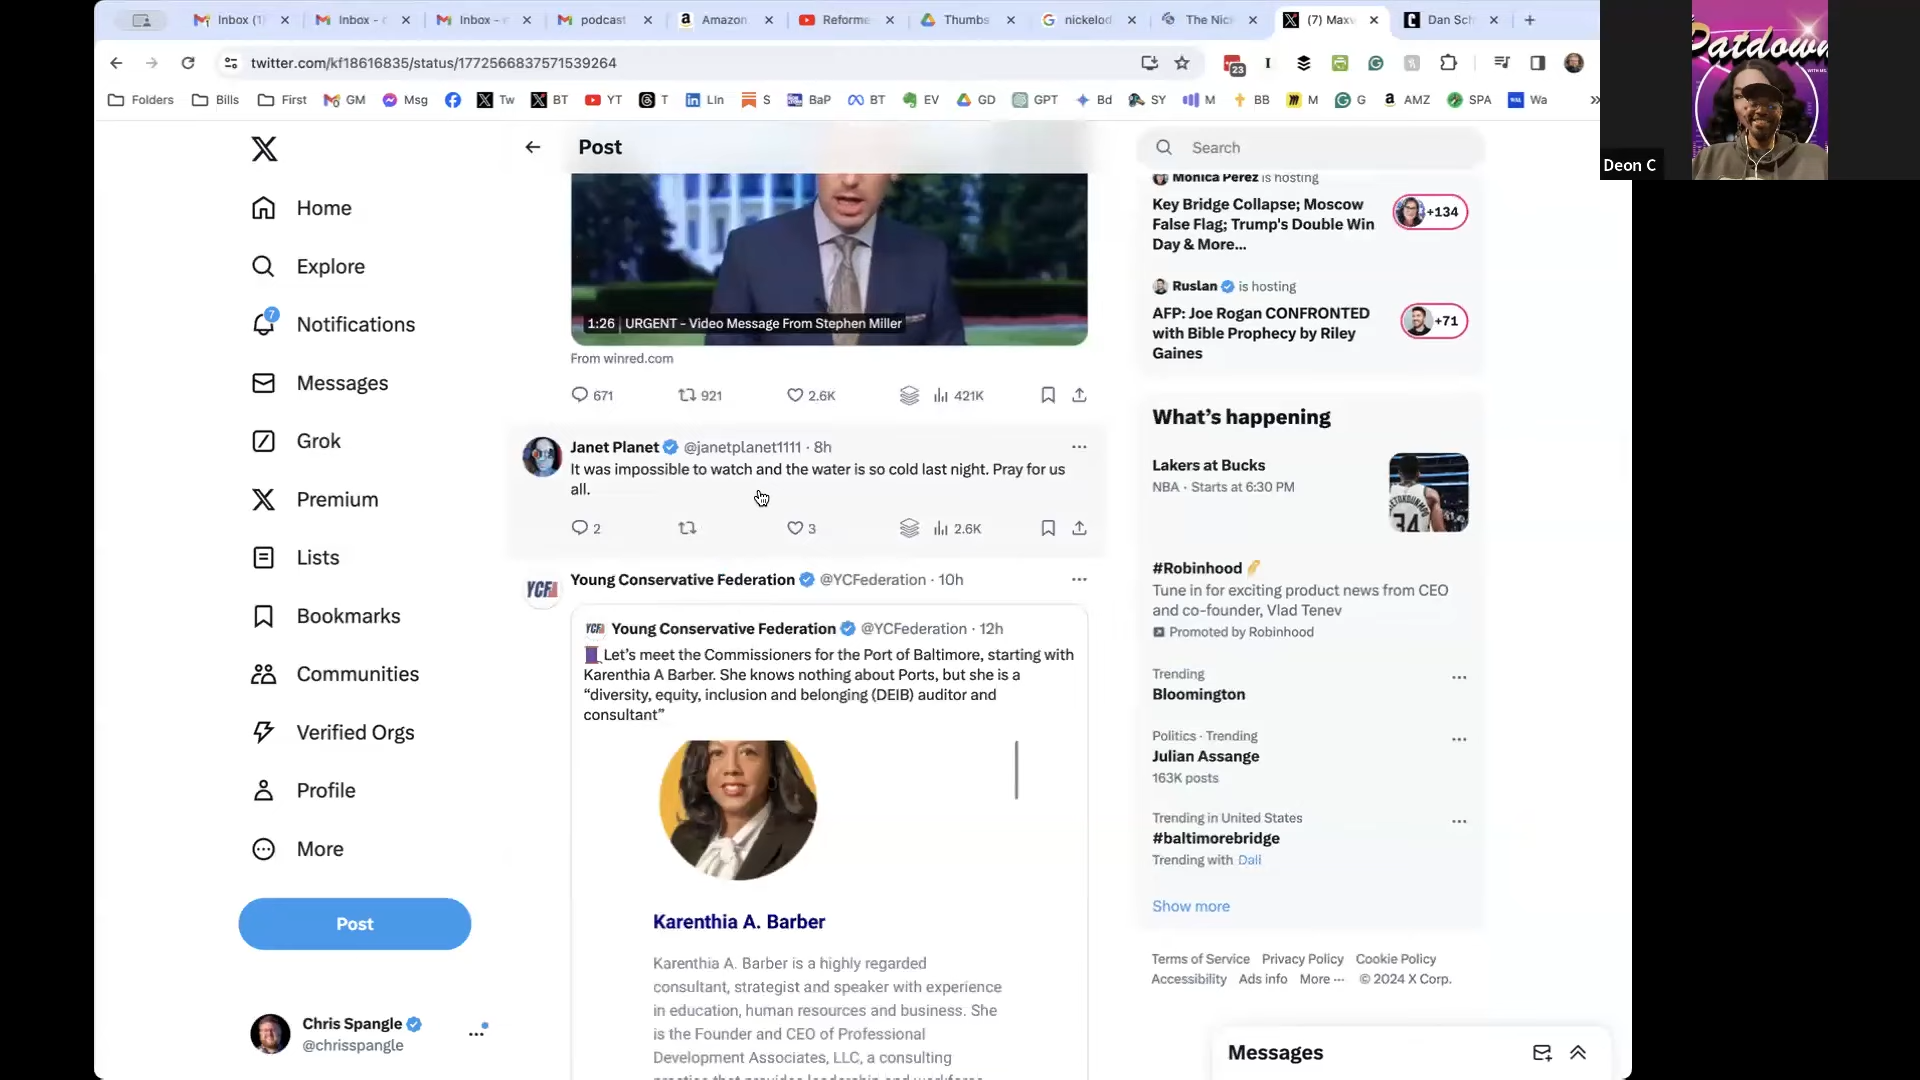 Inbox (1
Inbox -
Inbox -
podcast
Amazon
Reforme
Thumbs
nickelod
The Nic
(7) Maxw
Dan Sch
twitter.com/kf18616835/status/1772566837571539264
23
Folders
Bills
First
GM
Msg
Tw
BT
YT
T
LIn
S
BaP
BT
EV
GD
GPT
Bd
SY
M
BB
M
G
AMZ
SPA
Wa
Patdown
Deon C
Home
Explore
7
Notifications
Messages
Grok
Premium
Lists
Bookmarks
Communities
Verified Orgs
Profile
More
Post
Chris Spangle
@chrisspangle
Post
1:26 URGENT - Video Message From Stephen Miller
From winred.com
671 921 2.6K 421K
Janet Planet @janetplanet1111 · 8h
It was impossible to watch and the water is so cold last night. Pray for us
all.
2 3 2.6K
YCF
Young Conservative Federation @YCFederation · 10h
Young Conservative Federation @YCFederation · 12h
Let's meet the Commissioners for the Port of Baltimore, starting with
Karenthia A Barber. She knows nothing about Ports, but she is a
“diversity, equity, inclusion and belonging (DEIB) auditor and
consultant”
Karenthia A. Barber
Karenthia A. Barber is a highly regarded
consultant, strategist and speaker with experience
in education, human resources and business. She
is the Founder and CEO of Professional
Development Associates, LLC, a consulting
Search
Monica Perez is hosting
Key Bridge Collapse; Moscow
False Flag; Trump's Double Win
Day & More...
+134
Ruslan is hosting
AFP: Joe Rogan CONFRONTED
with Bible Prophecy by Riley
Gaines
+71
What's happening
Lakers at Bucks
NBA · Starts at 6:30 PM
34
#Robinhood
Tune in for exciting product news from CEO
and co-founder, Vlad Tenev
Promoted by Robinhood
Trending
Bloomington
Politics · Trending
Julian Assange
163K posts
Trending in United States
#baltimorebridge
Trending with Dali
Show more
Terms of Service Privacy Policy Cookie Policy
Accessibility Ads info More ··· © 2024 X Corp.
Messages